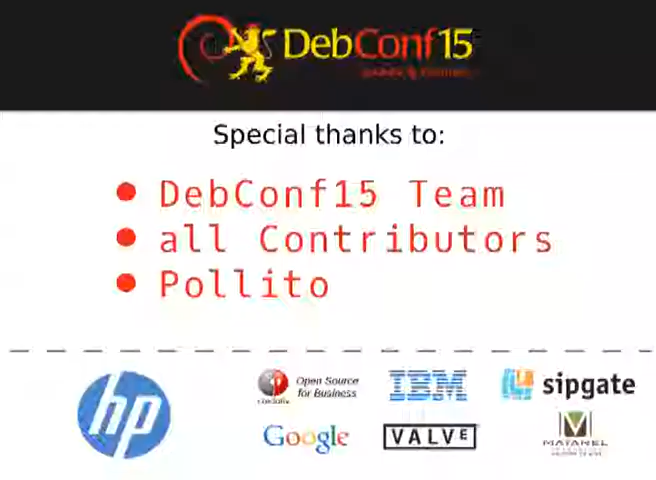 DebConf15
Special thanks to:
DebConf15 Team
all Contributors
Pollito
hp
credativ
Open Source
for Business
IBM
sipgate
Google
VALVE
MATANEL